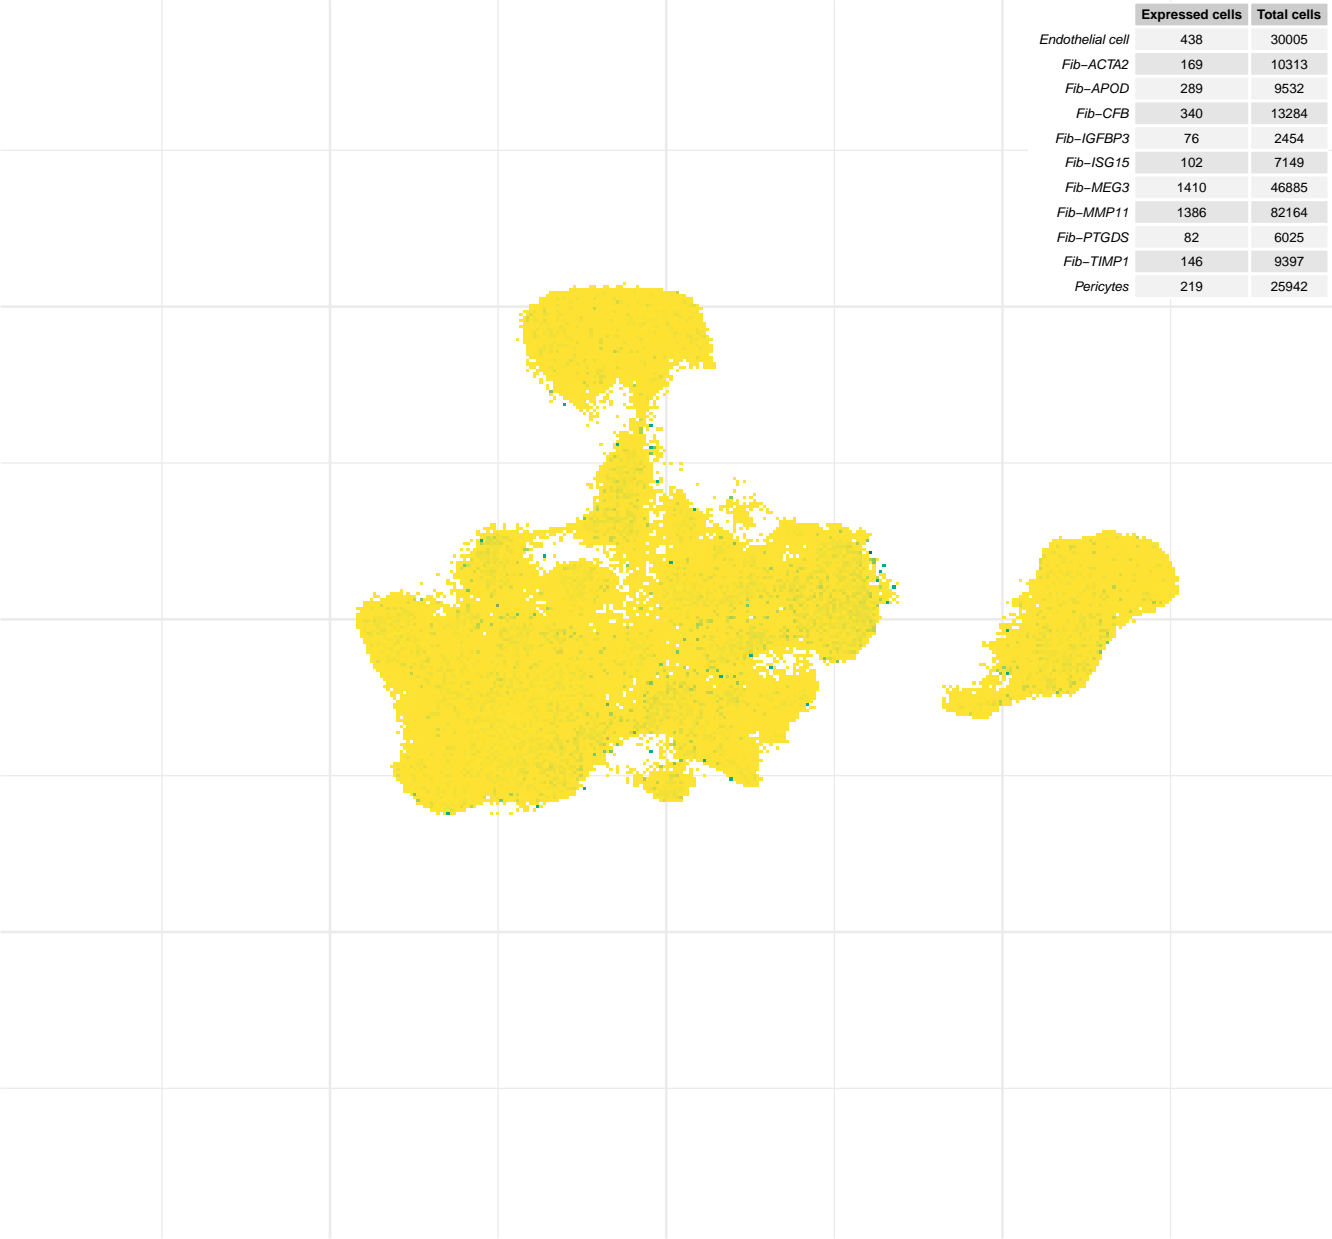 Expressed cells Total cells
Endothelial cell 438 30005
Fib−ACTA2 169 10313
Fib−APOD 289 9532
Fib−CFB 340 13284
Fib−IGFBP3 76 2454
Fib−ISG15 102 7149
Fib−MEG3 1410 46885
Fib−MMP11 1386 82164
Fib−PTGDS 82 6025
Fib−TIMP1 146 9397
Pericytes 219 25942